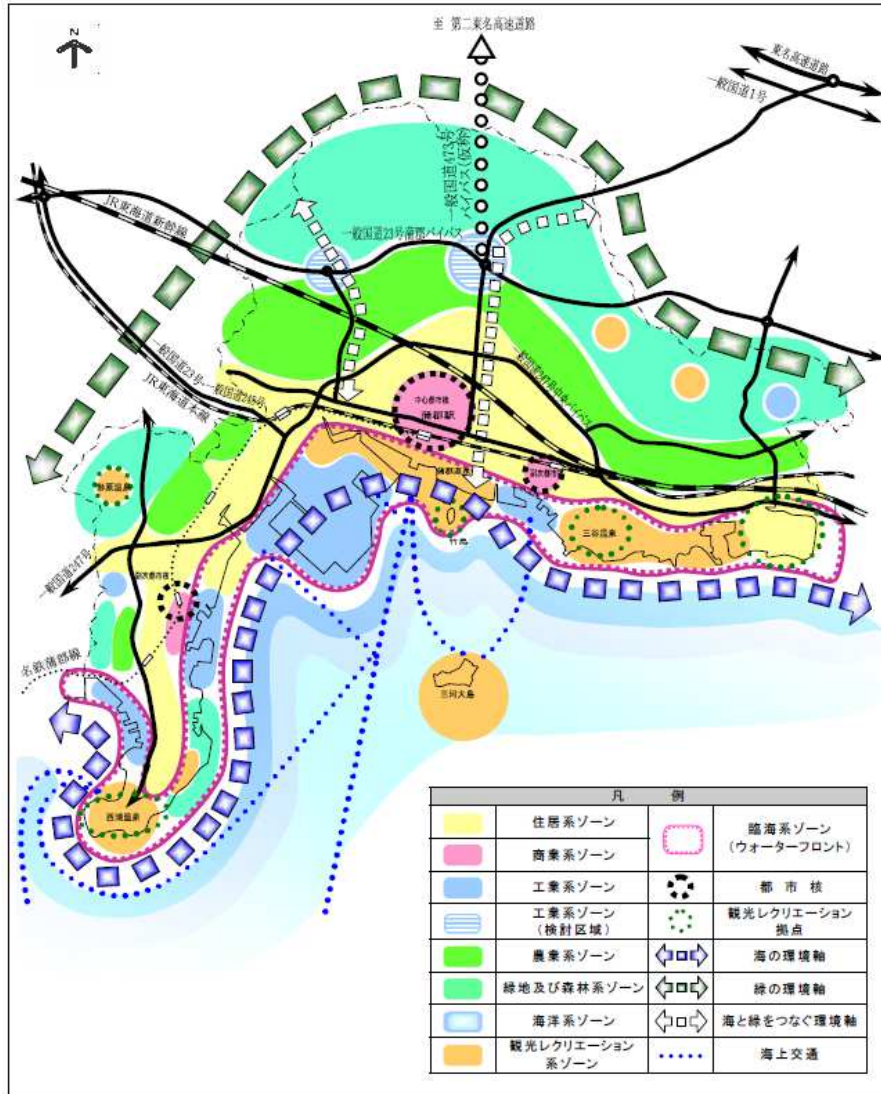 至 第二東名高速道路
東名高速道路
一般国道1号
一般国道473号
バイパス(仮称)
JR東海道新幹線
一般国道23号蒲郡バイパス
一般国道23号
一般国道248号
JR東海道本線
中心都市核
蒲郡駅
副次都市核
三谷温泉
竹島
一般国道247号
副次都市核
名鉄蒲郡線
三河大島
西浦温泉
凡 例
住居系ゾーン
臨海系ゾーン
(ウォーターフロント)
商業系ゾーン
工業系ゾーン
都 市 核
工業系ゾーン
(検討区域)
観光レクリエーション
拠点
農業系ゾーン
海の環境軸
緑地及び森林系ゾーン
緑の環境軸
海洋系ゾーン
海と緑をつなぐ環境軸
観光レクリエーション
系ゾーン
海上交通